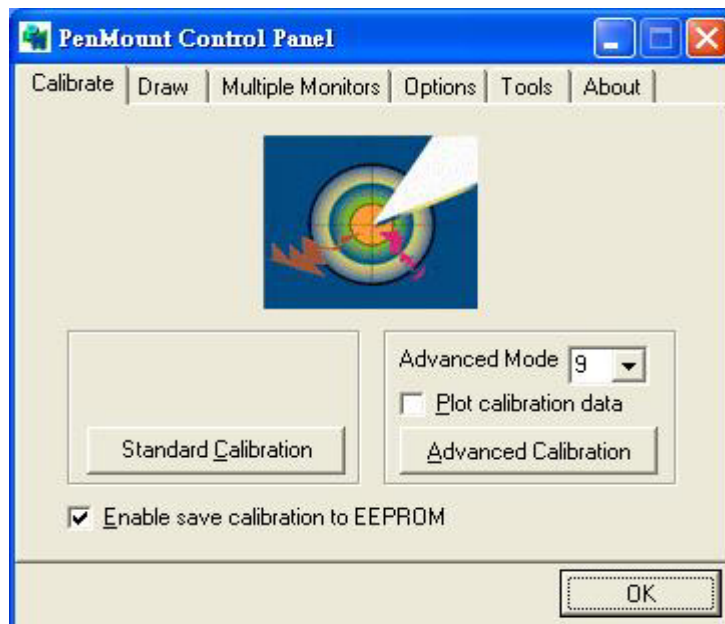 PenMount Control Panel
Calibrate Draw Multiple Monitors Options Tools About
Advanced Mode 9
Plot calibration data
Standard Calibration
Advanced Calibration
Enable save calibration to EEPROM
OK